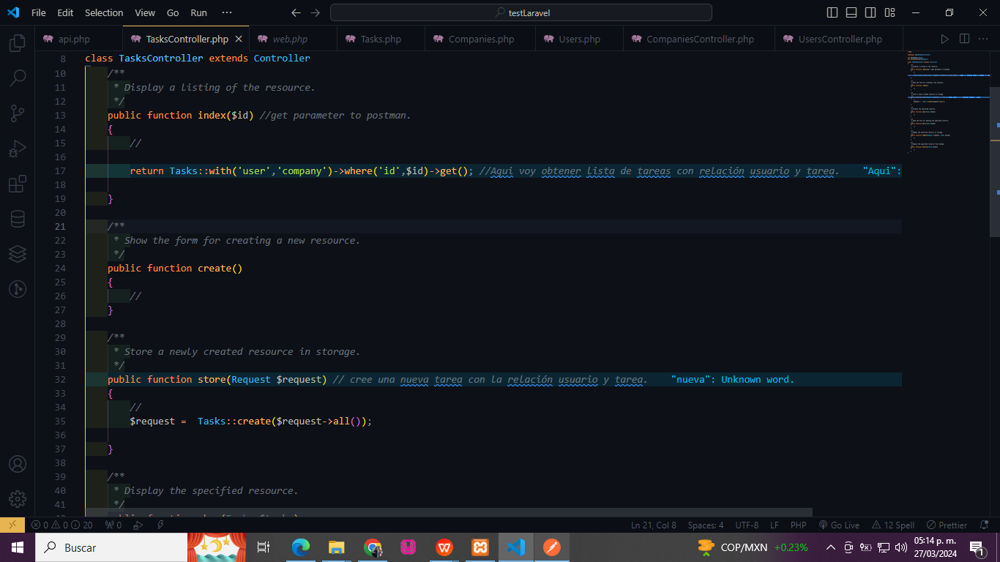 File Edit Selection View Go Run ··· testLaravel
api.php TasksController.php web.php Tasks.php Companies.php Users.php CompaniesController.php UsersController.php
8 class TasksController extends Controller
10 /**
11 * Display a listing of the resource.
12 */
13 public function index($id) //get parameter to postman.
14 {
15 //
16
17 return Tasks::with('user','company')->where('id',$id)->get(); //Aqui voy obtener lista de tareas con relación usuario y tarea. "Aqui":
18
19 }
20
21 /**
22 * Show the form for creating a new resource.
23 */
24 public function create()
25 {
26 //
27 }
28
29 /**
30 * Store a newly created resource in storage.
31 */
32 public function store(Request $request) // cree una nueva tarea con la relación usuario y tarea. "nueva": Unknown word.
33 {
34 //
35 $request = Tasks::create($request->all());
36
37 }
38
39 /**
40 * Display the specified resource.
41 */
0 0 20 0 Ln 21, Col 8 Spaces: 4 UTF-8 LF PHP Go Live 12 Spell Prettier
Buscar COP/MXN +0.23% 05:14 p. m.
27/03/2024 1